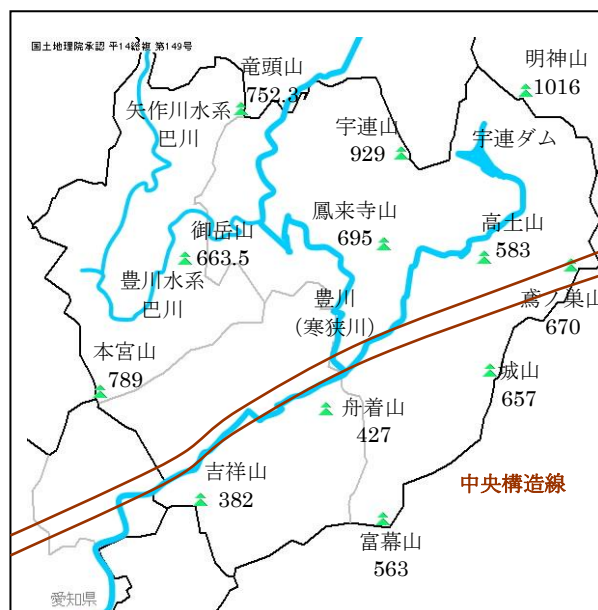 国土地理院承認 平14総複 第149号
竜頭山
752.3
明神山
1016
矢作川水系
巴川
宇連山
929
宇連ダム
御岳山
663.5
鳳来寺山
695
高土山
583
豊川水系
巴川
豊川
（寒狭川）
鳶ノ巣山
670
本宮山
789
城山
657
舟着山
427
吉祥山
382
中央構造線
富幕山
563
愛知県